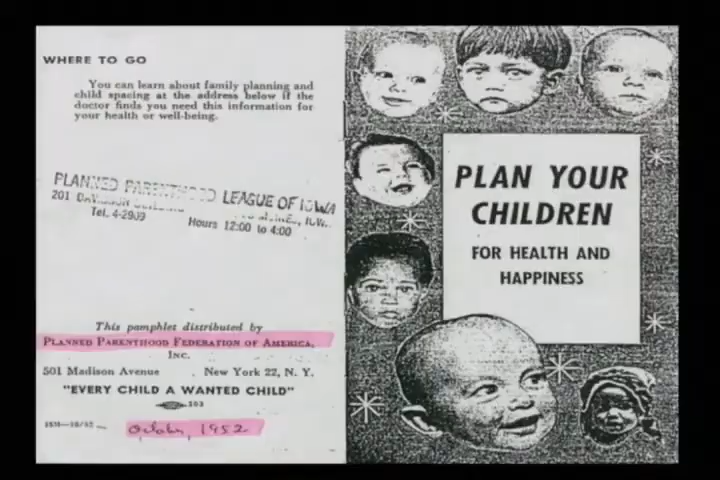 WHERE TO GO
You can learn about family planning and
child spacing at the address below if the
doctor finds you need this information for
your health or well-being.
PLANNED PARENTHOOD LEAGUE OF IOWA
201
Tel. 4-2909
Hours 12:00 to 4:00
This pamphlet distributed by
PLANNED PARENTHOOD FEDERATION OF AMERICA,
INC.
501 Madison Avenue New York 22, N. Y.
"EVERY CHILD A WANTED CHILD"
October, 1952
PLAN YOUR
CHILDREN
FOR HEALTH AND
HAPPINESS